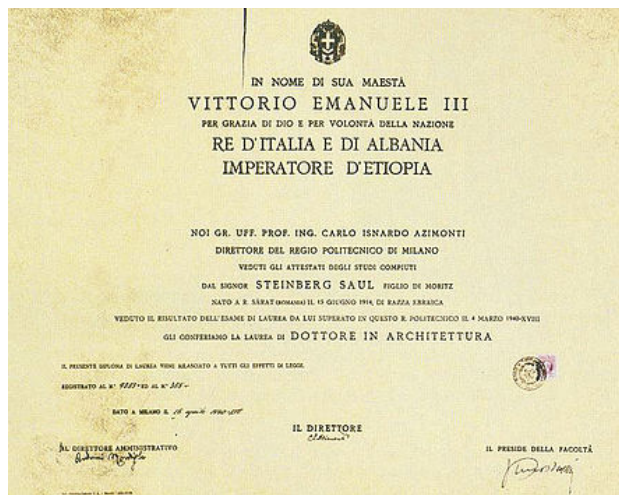 IN NOME DI SUA MAESTÀ
VITTORIO EMANUELE III
PER GRAZIA DI DIO E PER VOLONTÀ DELLA NAZIONE
RE D'ITALIA E DI ALBANIA
IMPERATORE D'ETIOPIA
NOI GR. UFF. PROF. ING. CARLO ISNARDO AZIMONTI
DIRETTORE DEL REGIO POLITECNICO DI MILANO
VEDUTI GLI ATTESTATI DEGLI STUDI COMPIUTI
DAL SIGNOR STEINBERG SAUL FIGLIO DI MORITZ
NATO A R. SĂRAT (ROMANIA) IL 15 GIUGNO 1914, DI RAZZA EBRAICA
VEDUTO IL RISULTATO DELL'ESAME DI LAUREA DA LUI SUPERATO IN QUESTO R. POLITECNICO IL 4 MARZO 1940-XVIII
GLI CONFERIAMO LA LAUREA DI DOTTORE IN ARCHITETTURA
IL PRESENTE DIPLOMA DI LAUREA VIENE RILASCIATO A TUTTI GLI EFFETTI DI LEGGE.
REGISTRATO AL N° ED AL N°
DATO A MILANO IL aprile 1940
IL DIRETTORE
IL DIRETTORE AMMINISTRATIVO
IL PRESIDE DELLA FACOLTÀ